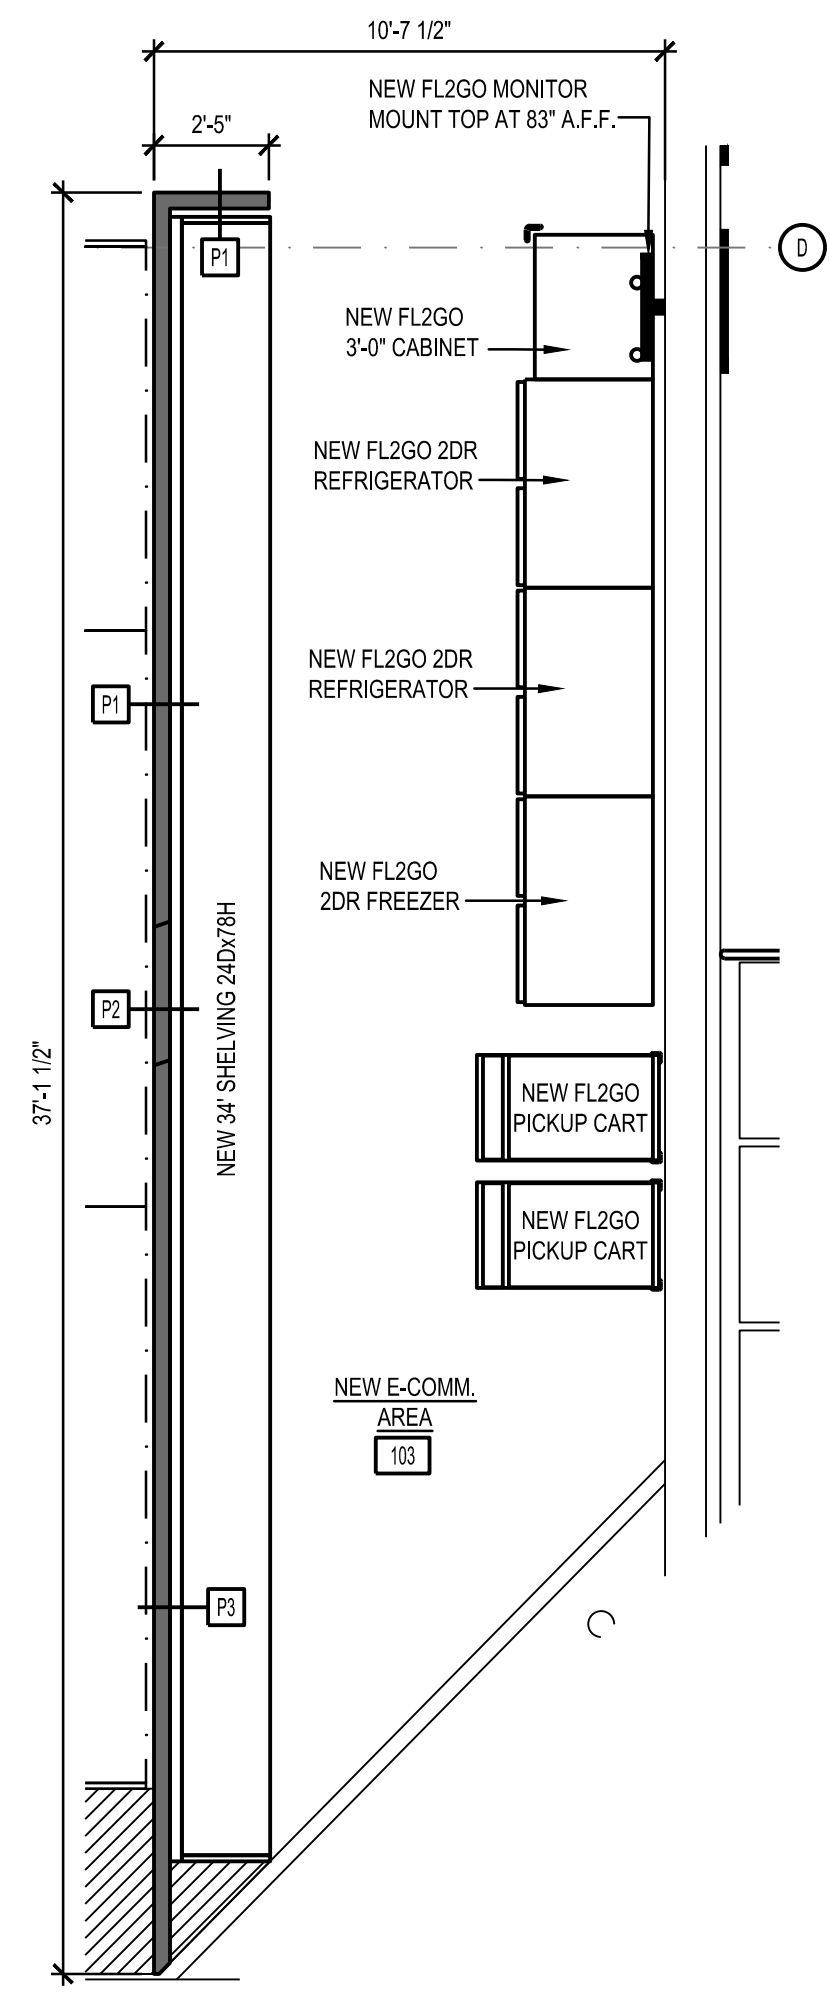 10'-7 1/2"
NEW FL2GO MONITOR
MOUNT TOP AT 83" A.F.F.
2'-5"
P1
D
NEW FL2GO
3'-0" CABINET
NEW FL2GO 2DR
REFRIGERATOR
NEW FL2GO 2DR
REFRIGERATOR
P1
NEW FL2GO
2DR FREEZER
NEW 34' SHELVING 24Dx78H
P2
37'-1 1/2"
NEW FL2GO
PICKUP CART
NEW FL2GO
PICKUP CART
NEW E-COMM.
AREA
103
P3